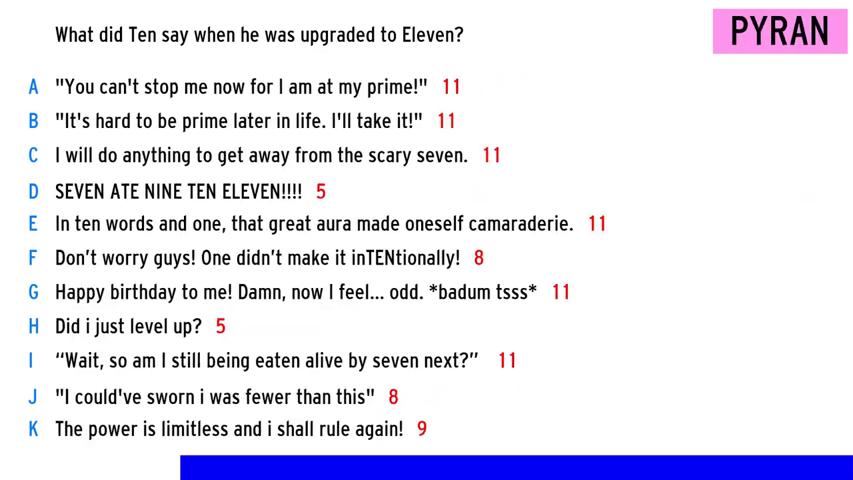 PYRAN
What did Ten say when he was upgraded to Eleven?
A "You can't stop me now for I am at my prime!" 11
B "It's hard to be prime later in life. I'll take it!" 11
C I will do anything to get away from the scary seven. 11
D SEVEN ATE NINE TEN ELEVEN!!!! 5
E In ten words and one, that great aura made oneself camaraderie. 11
F Don’t worry guys! One didn’t make it inTENtionally! 8
G Happy birthday to me! Damn, now I feel... odd. *badum tsss* 11
H Did i just level up? 5
I “Wait, so am I still being eaten alive by seven next?” 11
J "I could've sworn i was fewer than this" 8
K The power is limitless and i shall rule again! 9